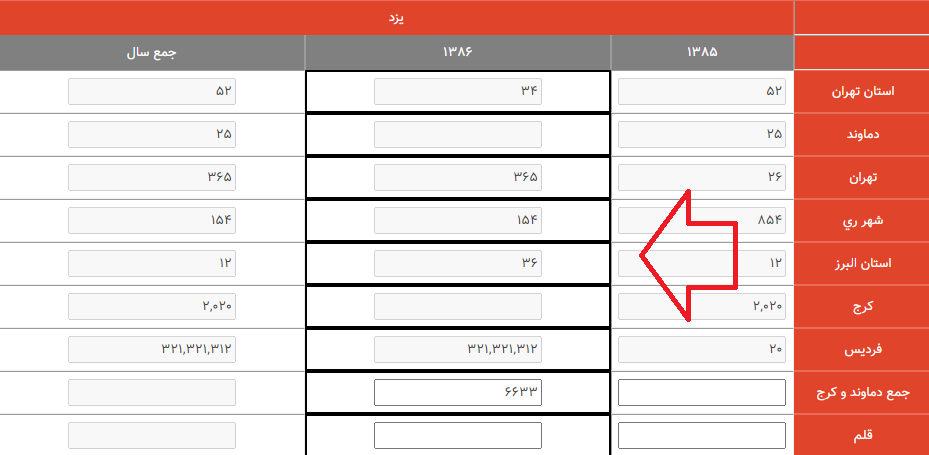 یزد
۱۳۸۵ ۱۳۸۶ جمع سال
استان تهران ۵۲ ۳۴ ۵۲
دماوند ۲۵ ۲۵
تهران ۲۶ ۳۶۵ ۳۶۵
شهر ري ۸۵۴ ۱۵۴ ۱۵۴
استان البرز ۱۲ ۳۶ ۱۲
کرج ۲,۰۲۰ ۲,۰۲۰
فردیس ۲۰ ۳۲۱,۳۲۱,۳۱۲ ۳۲۱,۳۲۱,۳۱۲
جمع دماوند و کرج ۶۶۳۳
قلم